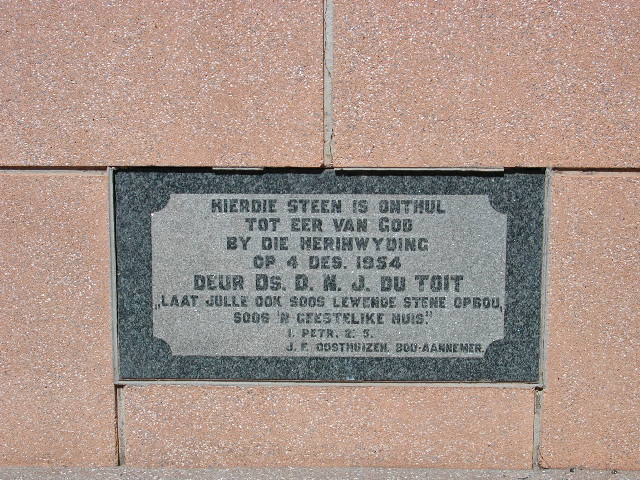 HIERDIE STEEN IS ONTHUL
TOT EER VAN GOD
BY DIE HERINWYDING
OP 4 DES. 1954
DEUR DS. D. N. J. DU TOIT
„LAAT JULLE OOK SOOS LEWENDE STENE OPBOU,
SOOS 'N GEESTELIKE HUIS."
1. PETR. 2: 5.
J. F. OOSTHUIZEN. BOU-AANNEMER.